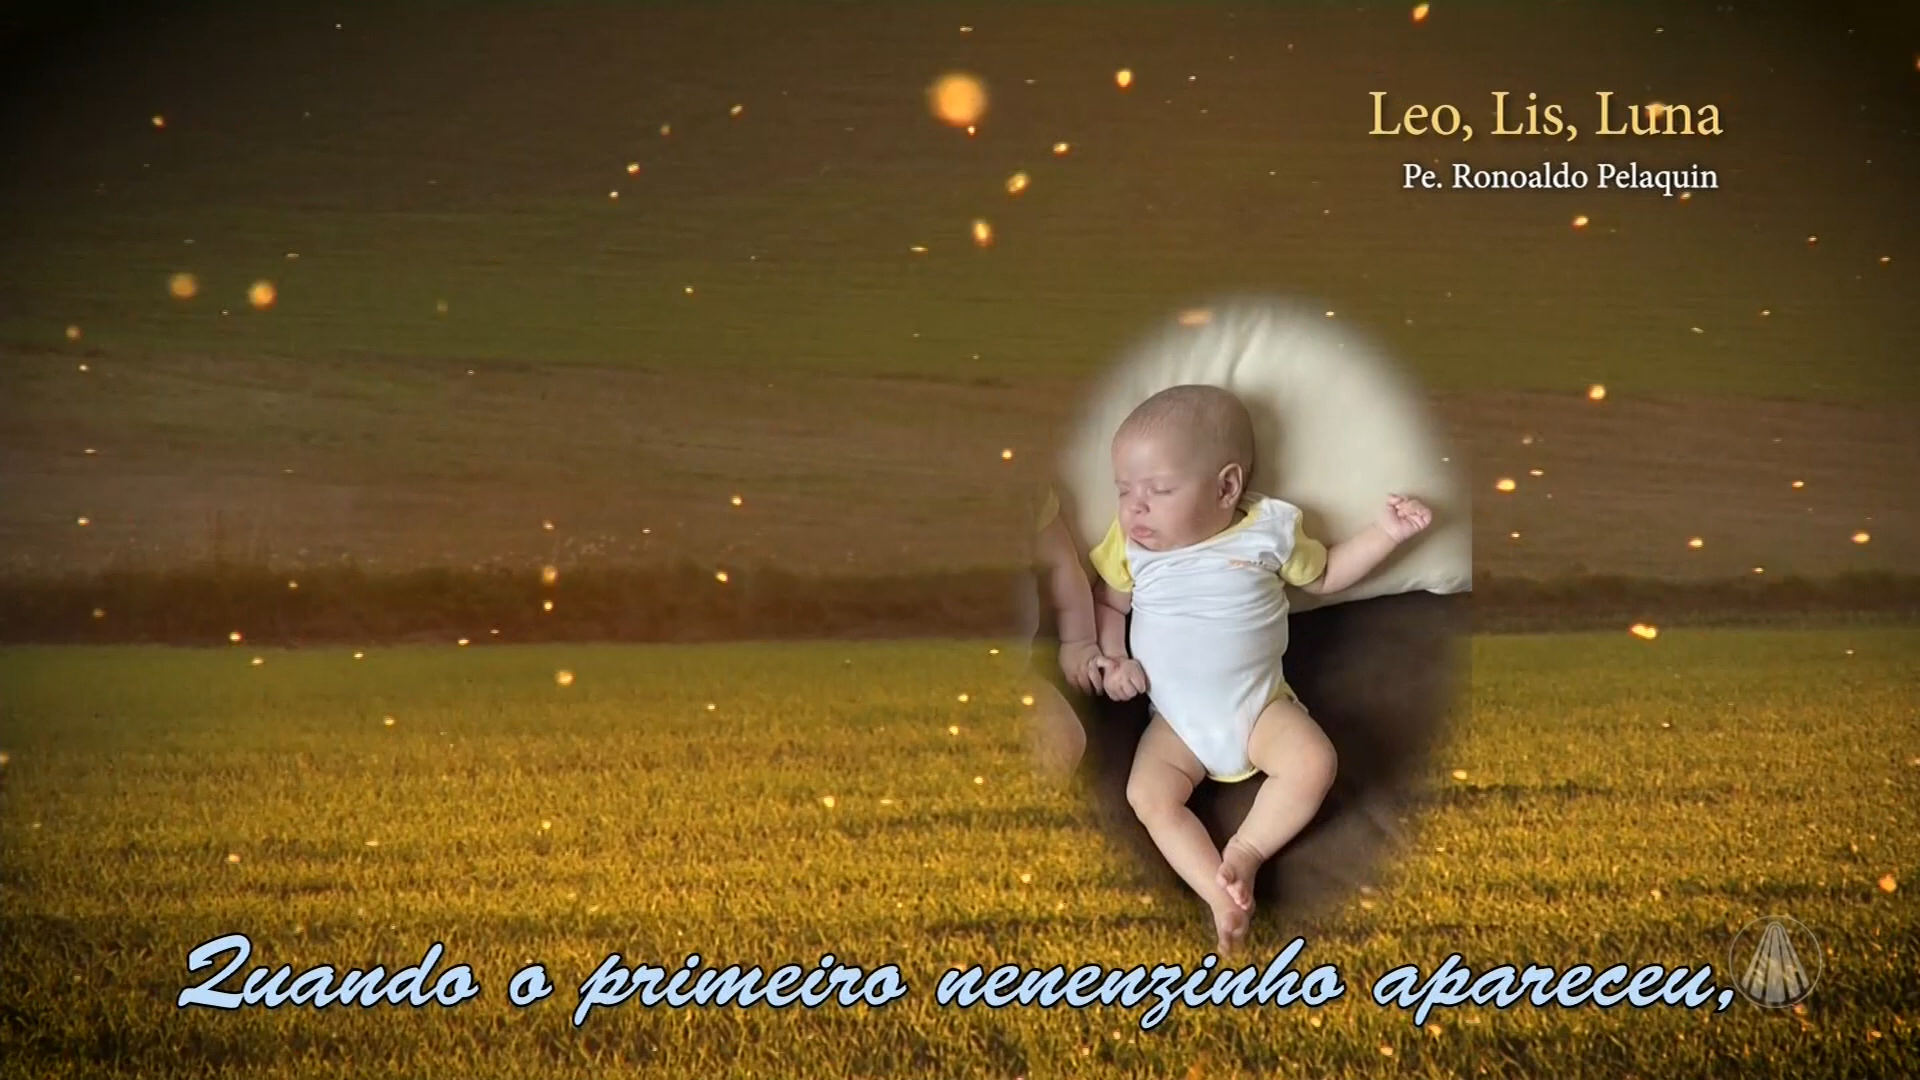 Leo, Lis, Luna
Pe. Ronoaldo Pelaquin
Quando o primeiro nenenzinho apareceu,